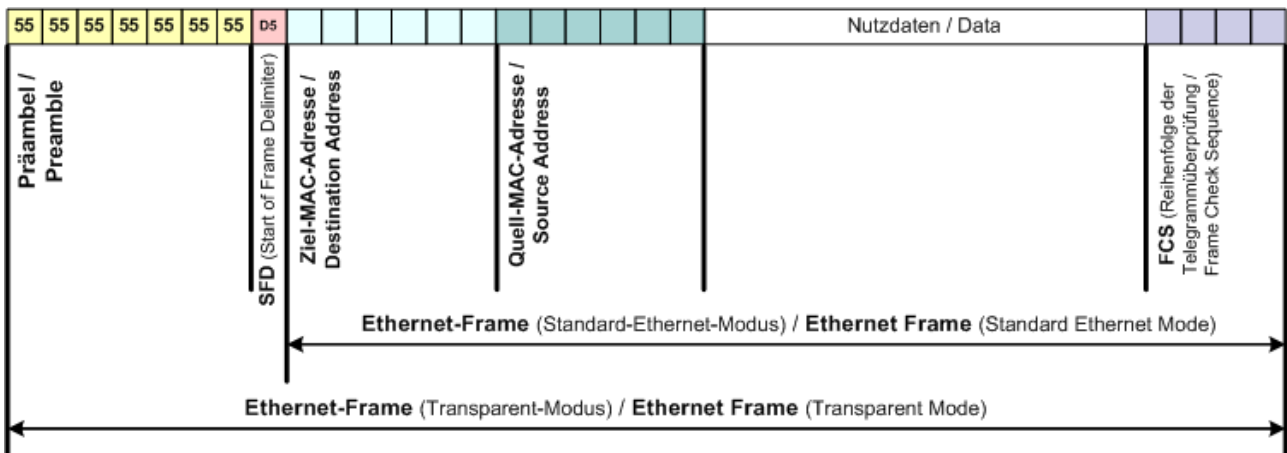 55 55 55 55 55 55 55 D5 Nutzdaten / Data
Präambel /
Preamble
SFD (Start of Frame Delimiter)
Ziel-MAC-Adresse /
Destination Address
Quell-MAC-Adresse /
Source Address
FCS (Reihenfolge der
Telegrammüberprüfung /
Frame Check Sequence)
Ethernet-Frame (Standard-Ethernet-Modus) / Ethernet Frame (Standard Ethernet Mode)
Ethernet-Frame (Transparent-Modus) / Ethernet Frame (Transparent Mode)